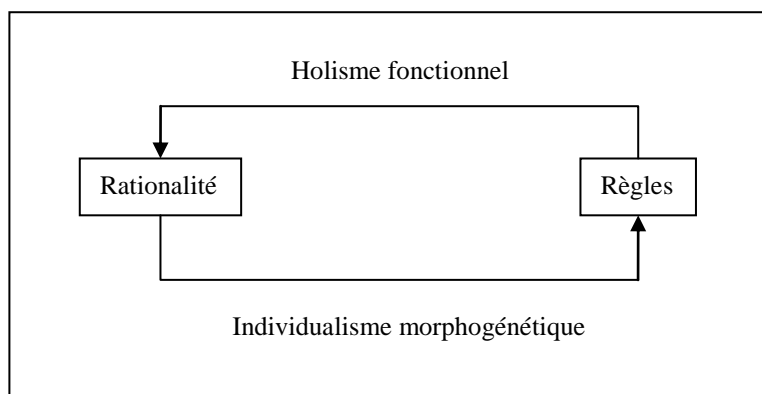 Holisme fonctionnel
Rationalité
Règles
Individualisme morphogénétique